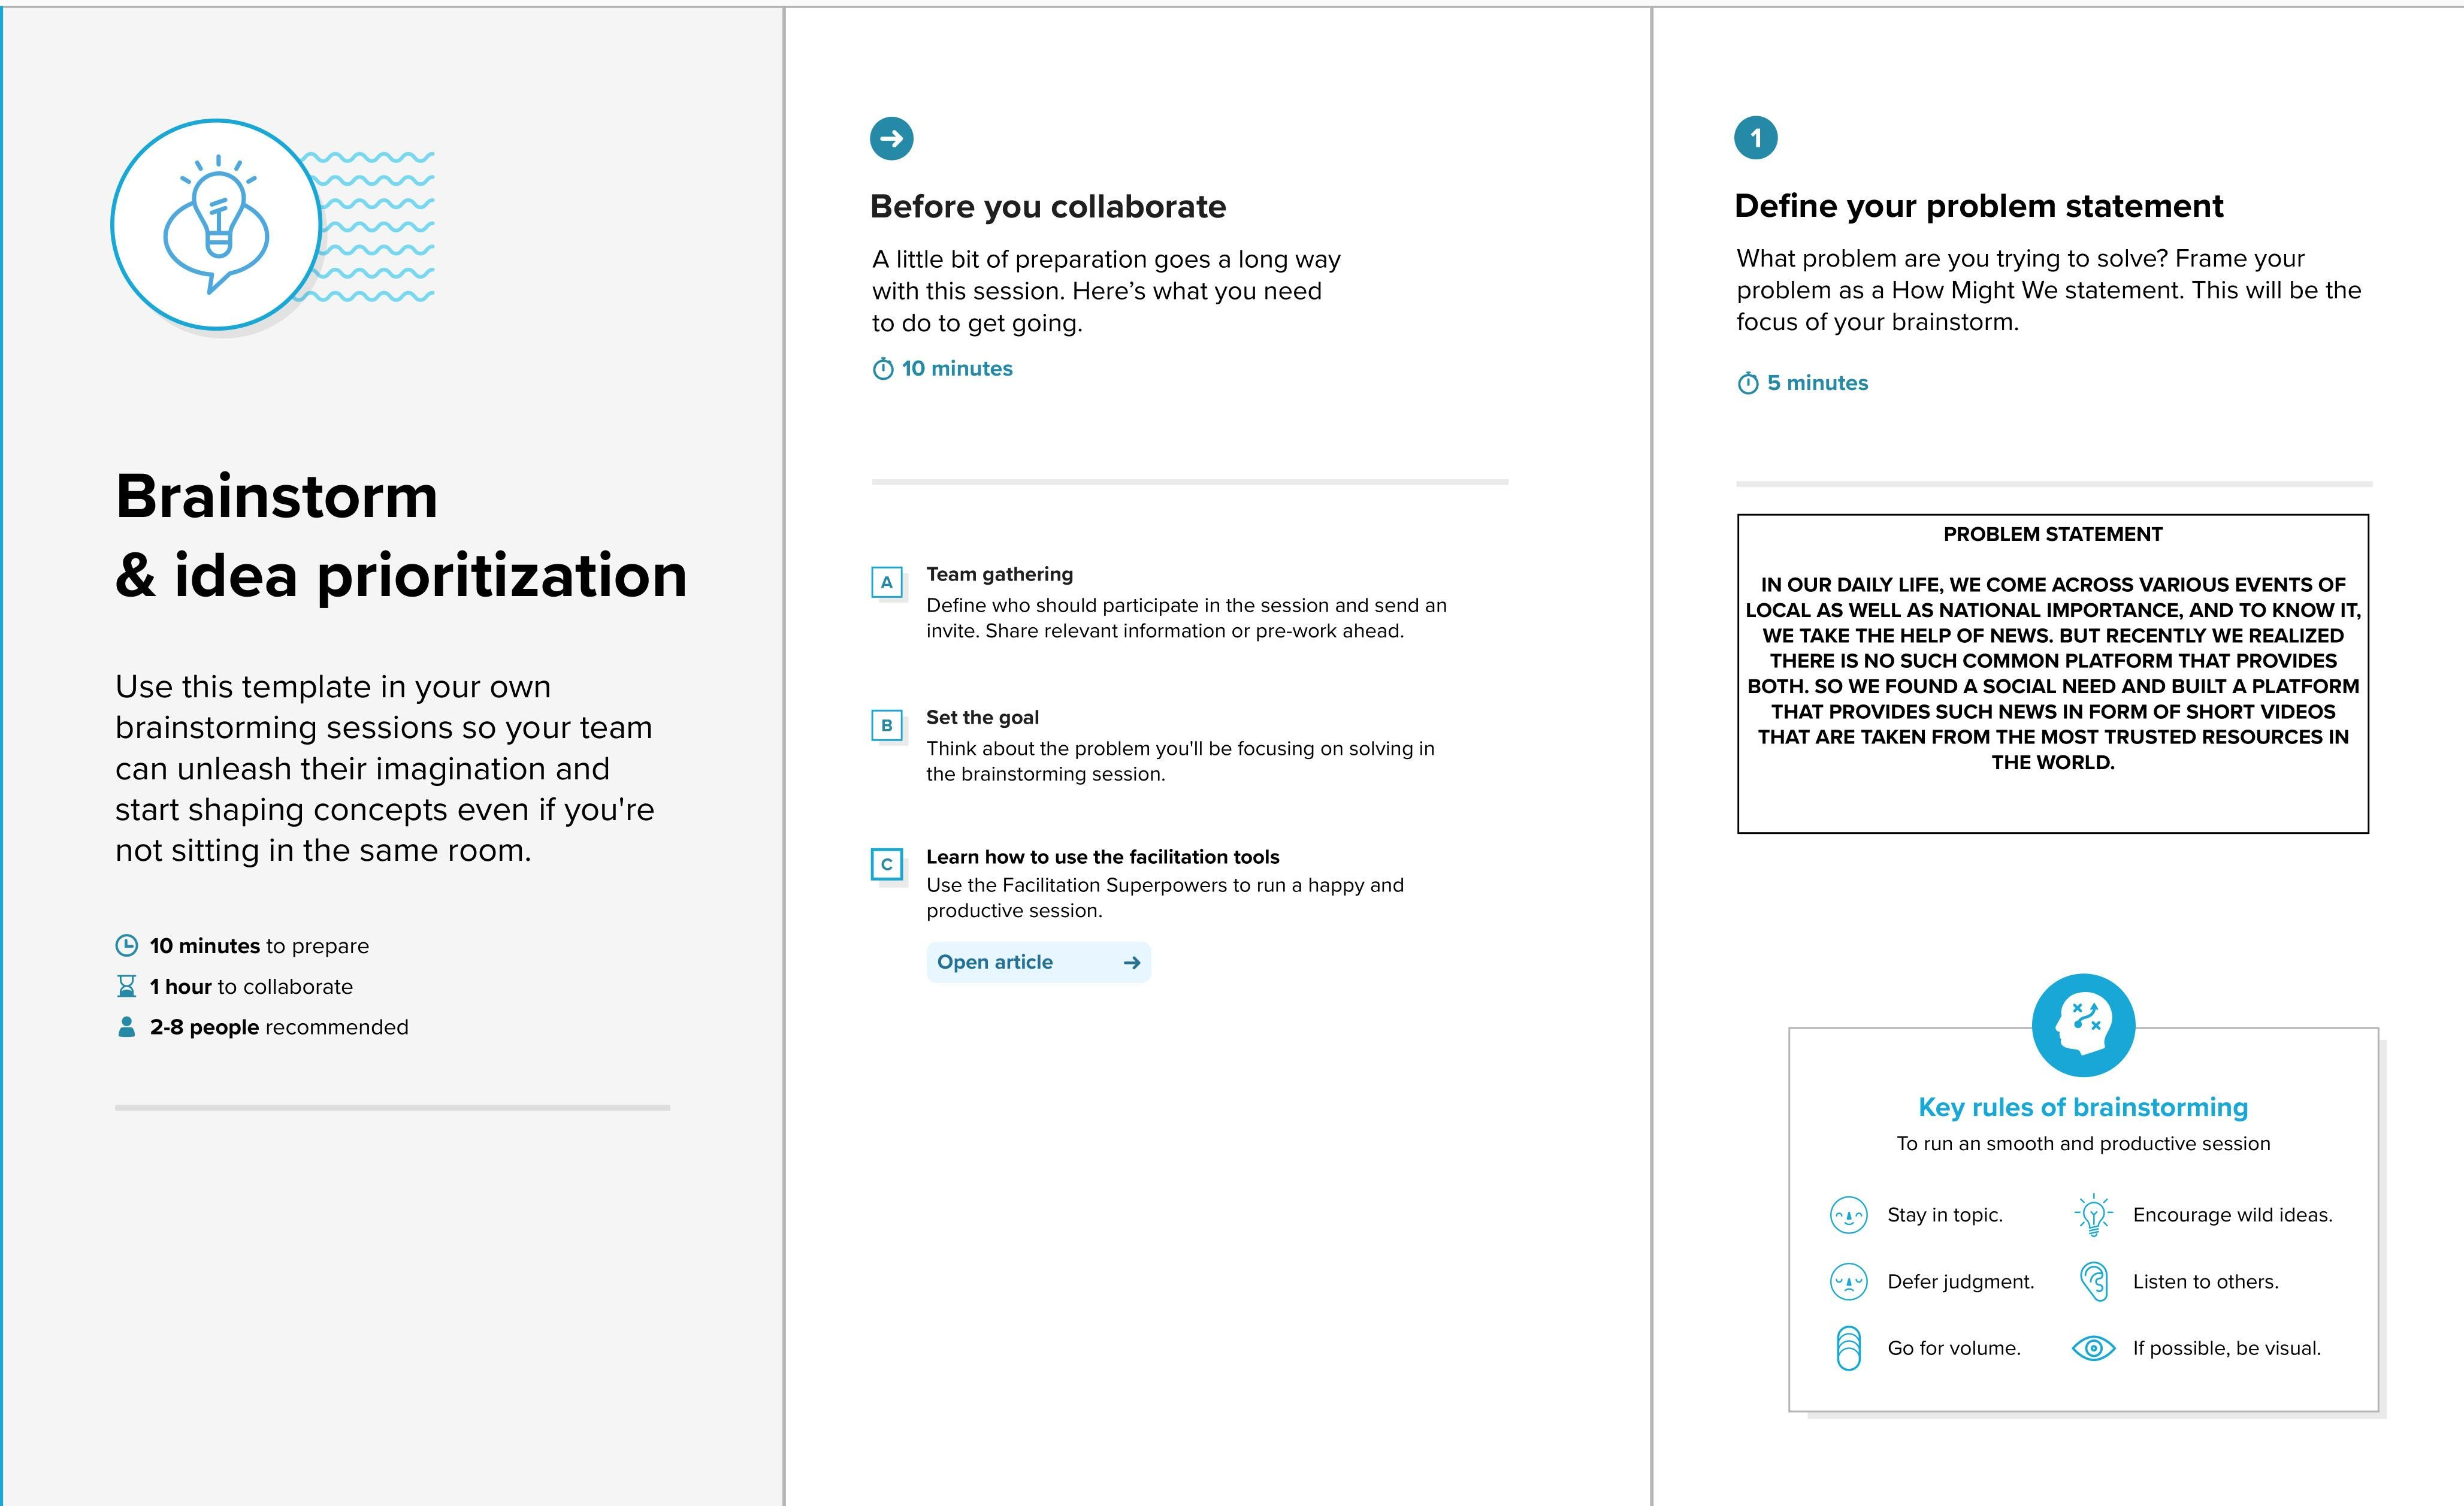 Brainstorm
& idea prioritization
Use this template in your own
brainstorming sessions so your team
can unleash their imagination and
start shaping concepts even if you're
not sitting in the same room.
10 minutes to prepare
1 hour to collaborate
2-8 people recommended
Before you collaborate
A little bit of preparation goes a long way
with this session. Here’s what you need
to do to get going.
10 minutes
A
Team gathering
Define who should participate in the session and send an
invite. Share relevant information or pre-work ahead.
B
Set the goal
Think about the problem you'll be focusing on solving in
the brainstorming session.
C
Learn how to use the facilitation tools
Use the Facilitation Superpowers to run a happy and
productive session.
Open article
1
Define your problem statement
What problem are you trying to solve? Frame your
problem as a How Might We statement. This will be the
focus of your brainstorm.
5 minutes
PROBLEM STATEMENT
IN OUR DAILY LIFE, WE COME ACROSS VARIOUS EVENTS OF
LOCAL AS WELL AS NATIONAL IMPORTANCE, AND TO KNOW IT,
WE TAKE THE HELP OF NEWS. BUT RECENTLY WE REALIZED
THERE IS NO SUCH COMMON PLATFORM THAT PROVIDES
BOTH. SO WE FOUND A SOCIAL NEED AND BUILT A PLATFORM
THAT PROVIDES SUCH NEWS IN FORM OF SHORT VIDEOS
THAT ARE TAKEN FROM THE MOST TRUSTED RESOURCES IN
THE WORLD.
Key rules of brainstorming
To run an smooth and productive session
Stay in topic.
Encourage wild ideas.
Defer judgment.
Listen to others.
Go for volume.
If possible, be visual.